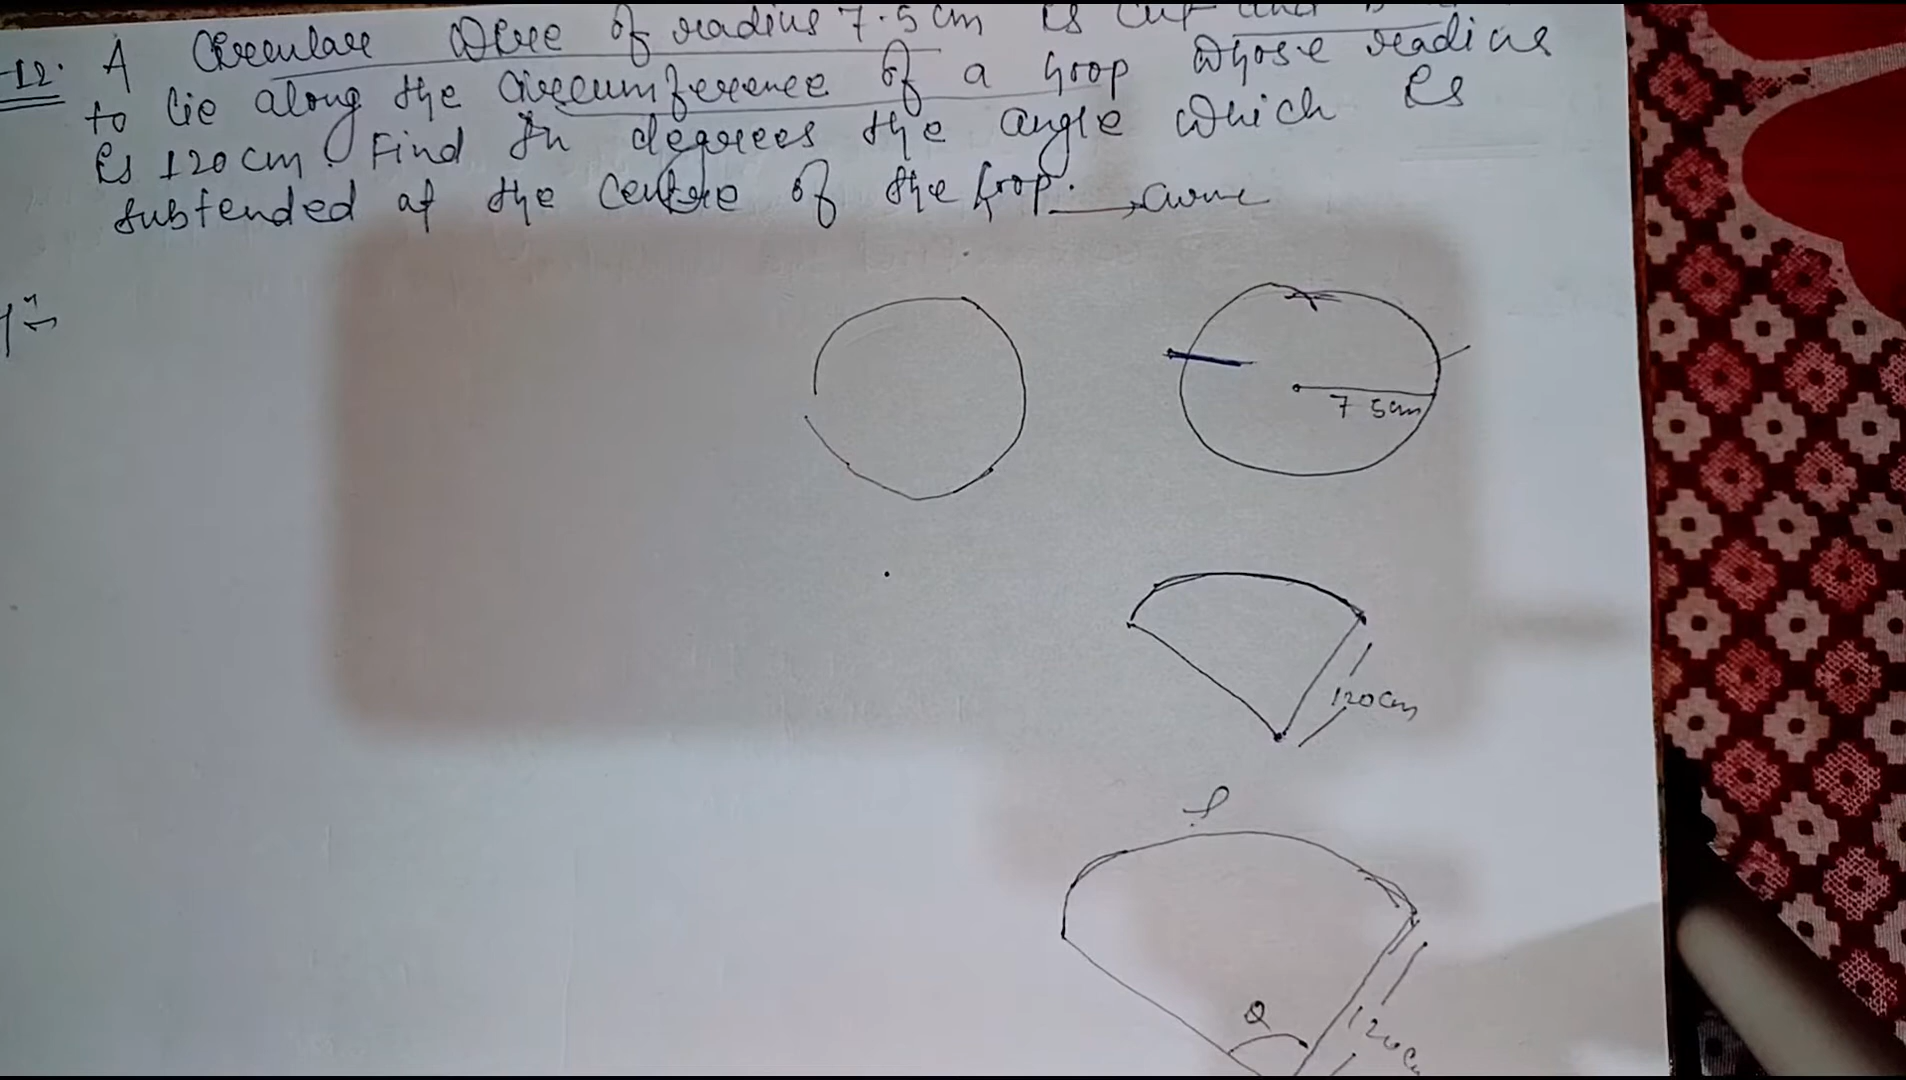 12. A Circular Wire of radius 7.5 cm is cut and
to lie along the circumference of a hoop whose radius
is 120 cm. Find in degrees the angle which is
subtended at the centre of the hoop. → curve
7.5cm
120cm
l
θ
120c